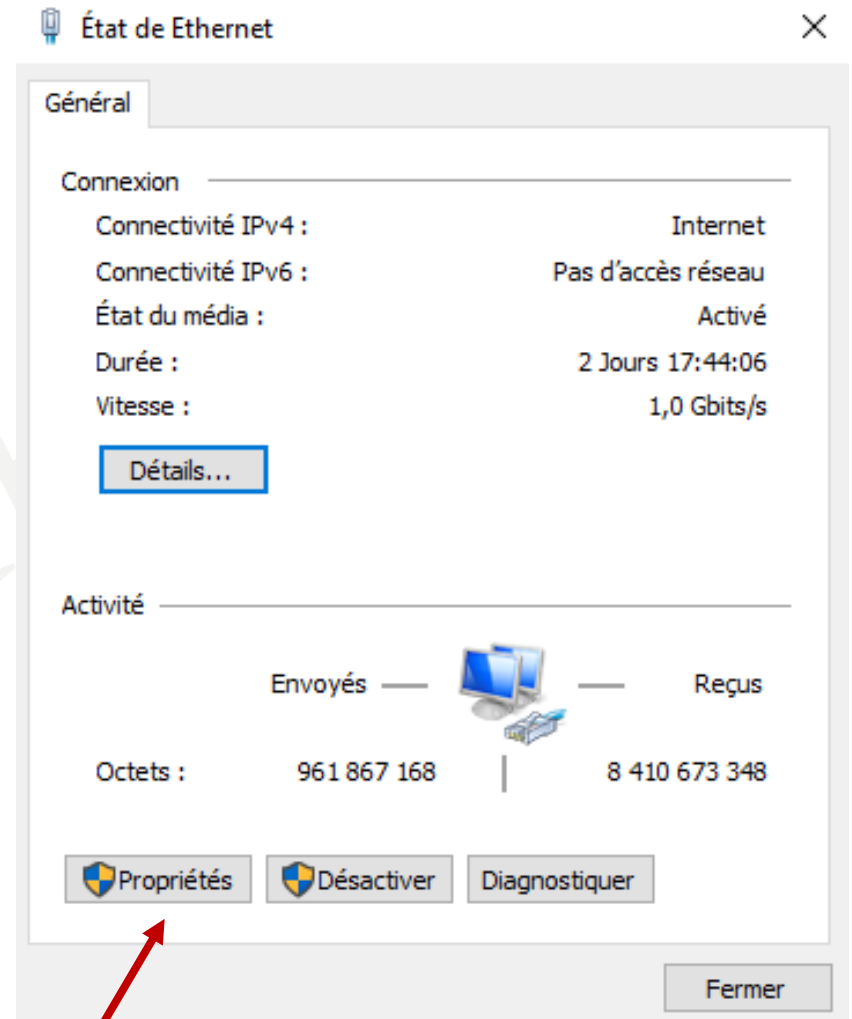 État de Ethernet
Général
Connexion
Connectivité IPv4 : Internet
Connectivité IPv6 : Pas d’accès réseau
État du média : Activé
Durée : 2 Jours 17:44:06
Vitesse : 1,0 Gbits/s
Détails...
Activité
Envoyés Reçus
Octets : 961 867 168 8 410 673 348
Propriétés Désactiver Diagnostiquer
Fermer